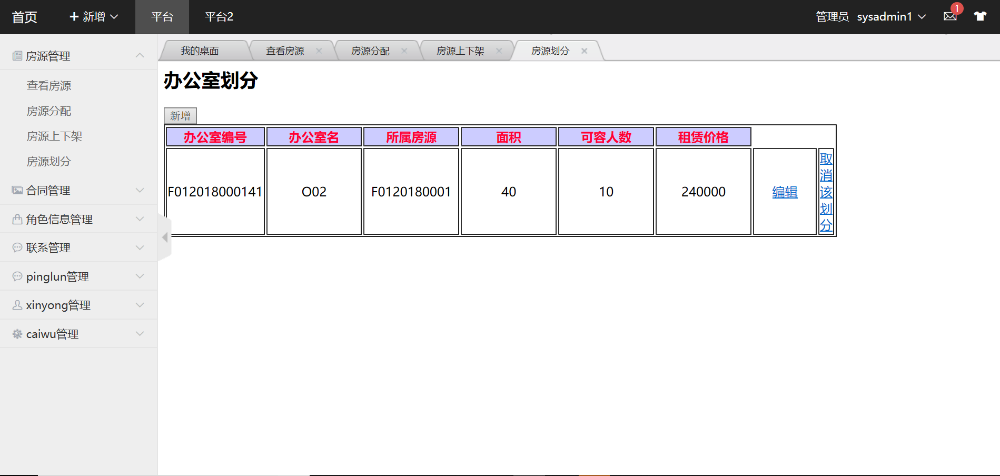 首页 新增 平台 平台2 管理员 sysadmin1 1
房源管理
查看房源
房源分配
房源上下架
房源划分
合同管理
角色信息管理
联系管理
pinglun管理
xinyong管理
caiwu管理
我的桌面 查看房源 房源分配 房源上下架 房源划分
办公室划分
新增
办公室编号 办公室名 所属房源 面积 可容人数 租赁价格
F012018000141 O02 F0120180001 40 10 240000 编辑
取
消
该
划
分